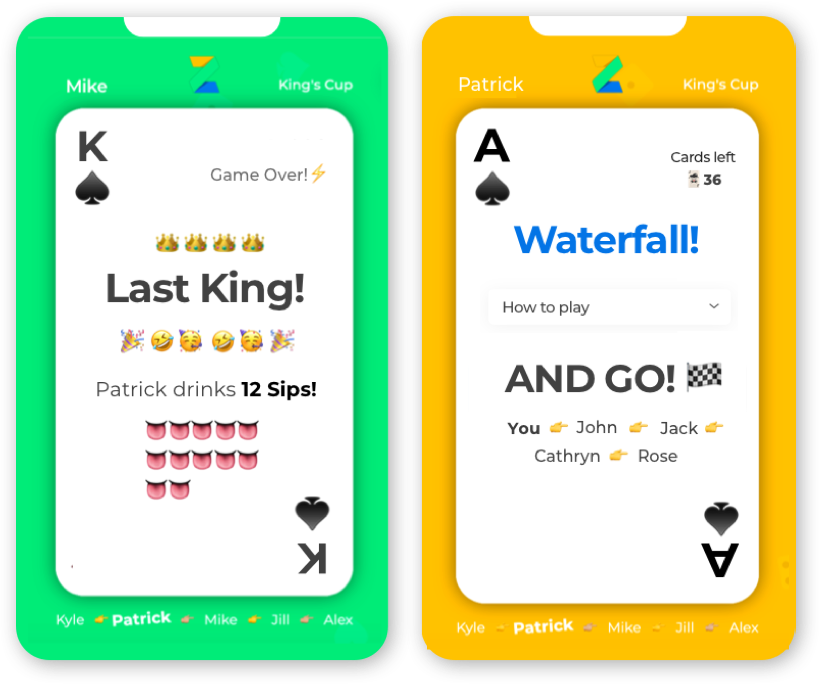 Mike
King's Cup
K
Game Over!⚡
👑👑👑👑
Last King!
🎉🤣🥳🤣🥳🎉
Patrick drinks 12 Sips!
👅👅👅👅👅
👅👅👅👅👅
👅👅
K
Kyle 👉 Patrick 👉 Mike 👉 Jill 👉 Alex
Patrick
King's Cup
A
Cards left
🃏 36
Waterfall!
How to play
AND GO! 🏁
You 👉 John 👉 Jack 👉
Cathryn 👉 Rose
A
Kyle 👉 Patrick 👉 Mike 👉 Jill 👉 Alex